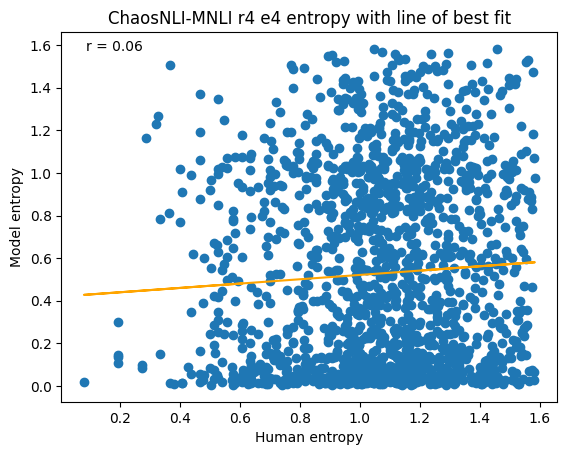 ChaosNLI-MNLI r4 e4 entropy with line of best fit
r = 0.06
1.6
1.4
1.2
1.0
0.8
0.6
0.4
0.2
0.0
Model entropy
0.2 0.4 0.6 0.8 1.0 1.2 1.4 1.6
Human entropy